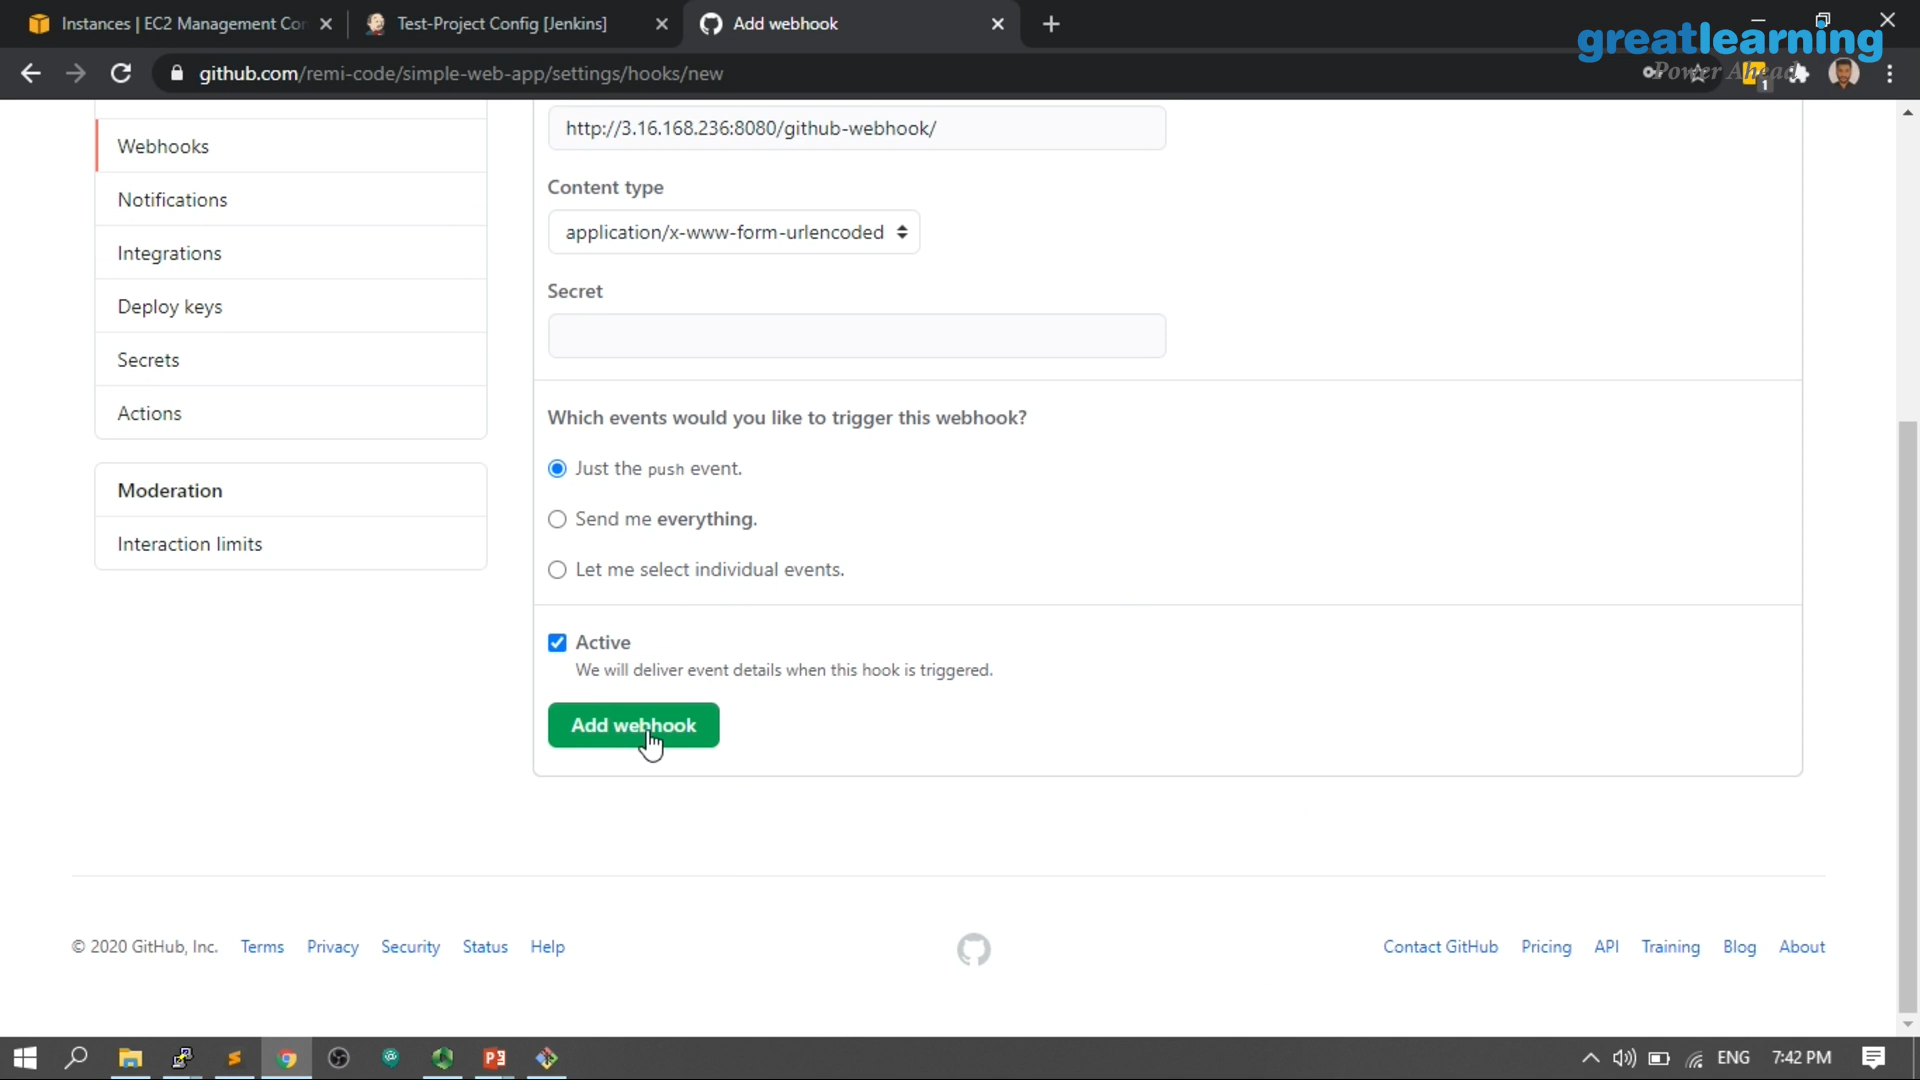 Instances | EC2 Management Con
Test-Project Config [Jenkins]
Add webhook
greatlearning
Power Ahead
github.com/remi-code/simple-web-app/settings/hooks/new
1
Webhooks
Notifications
Integrations
Deploy keys
Secrets
Actions
Moderation
Interaction limits
http://3.16.168.236:8080/github-webhook/
Content type
application/x-www-form-urlencoded
Secret
Which events would you like to trigger this webhook?
Just the push event.
Send me everything.
Let me select individual events.
Active
We will deliver event details when this hook is triggered.
Add webhook
© 2020 GitHub, Inc. Terms Privacy Security Status Help
Contact GitHub Pricing API Training Blog About
ENG 7:42 PM